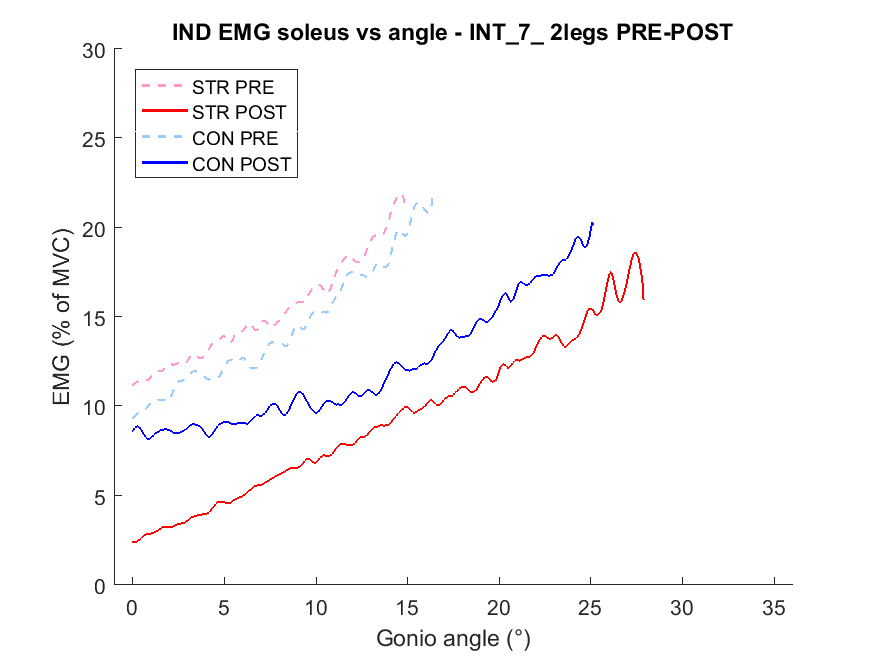 IND EMG soleus vs angle - INT_7_ 2legs PRE-POST
30
25
20
15
10
5
0
EMG (% of MVC)
STR PRE
STR POST
CON PRE
CON POST
0 5 10 15 20 25 30 35
Gonio angle (°)